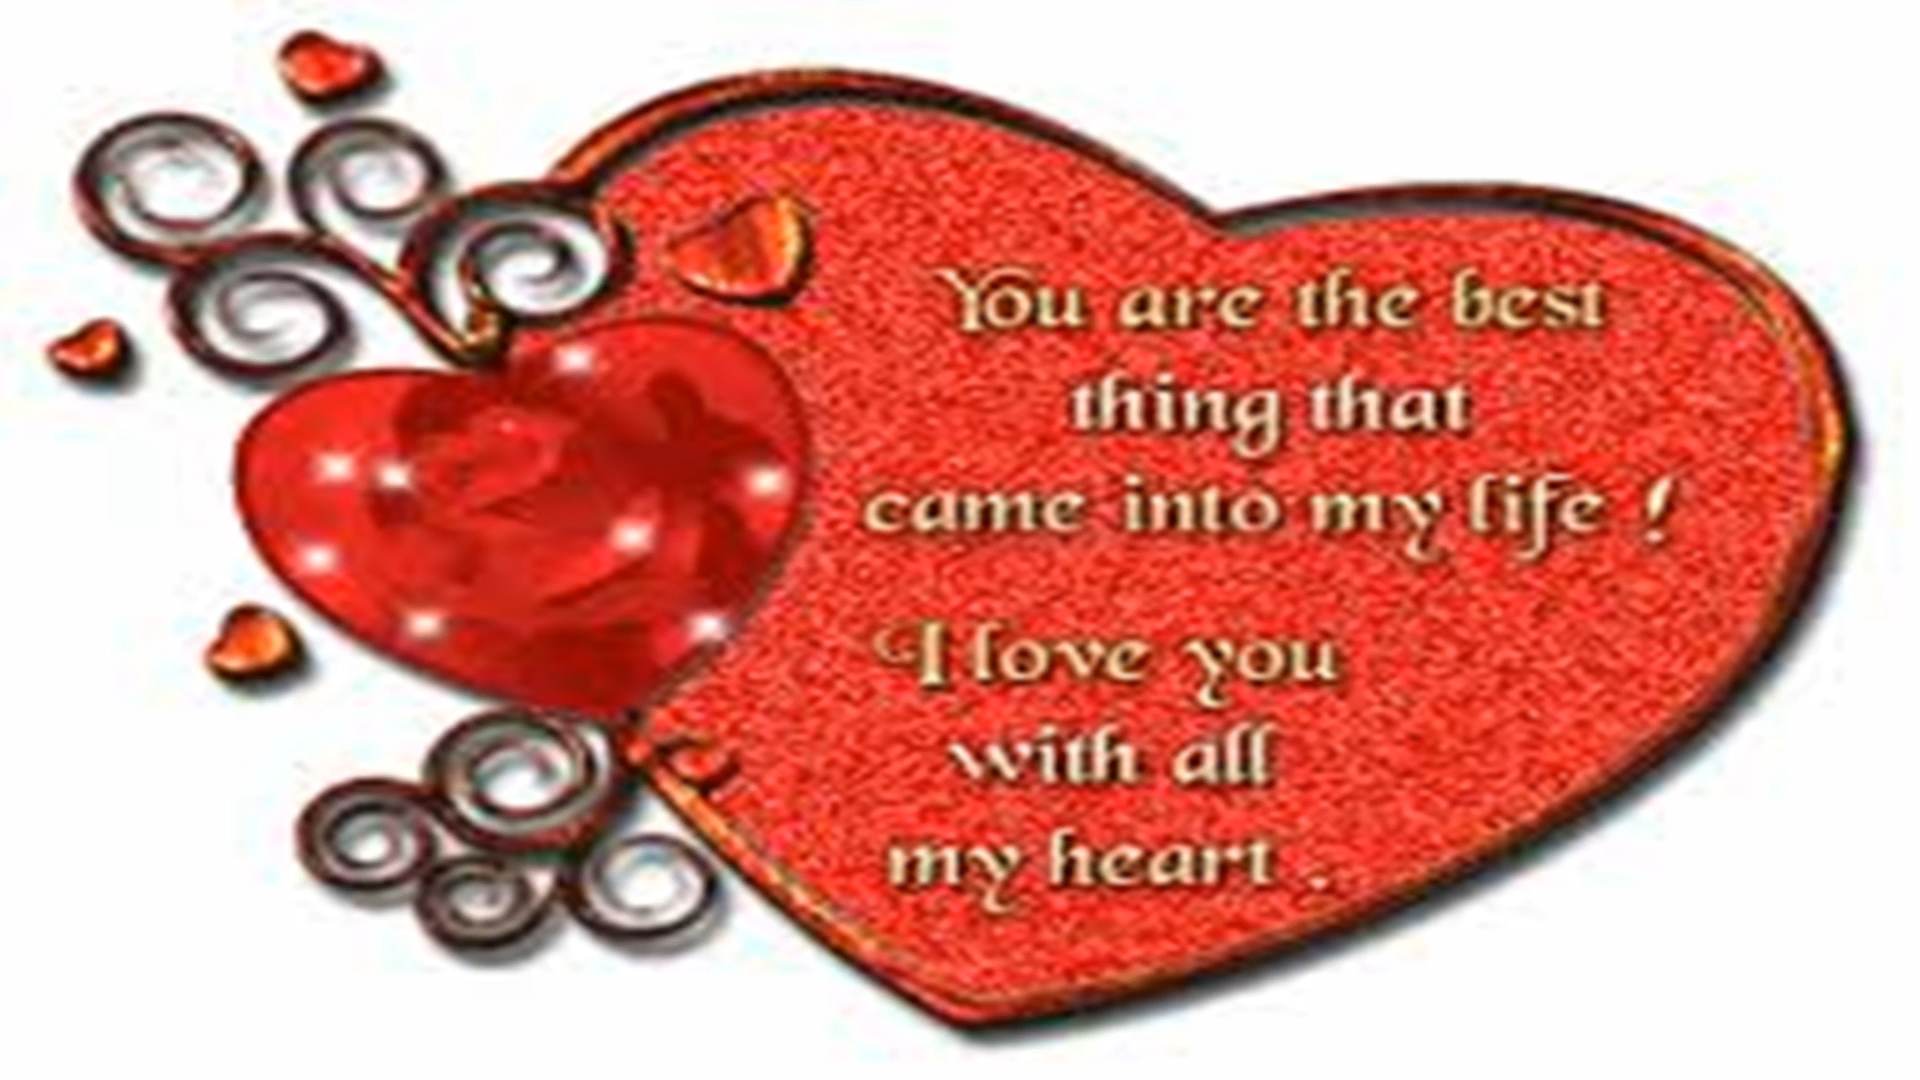 You are the best
thing that
came into my life !
I love you
with all
my heart .